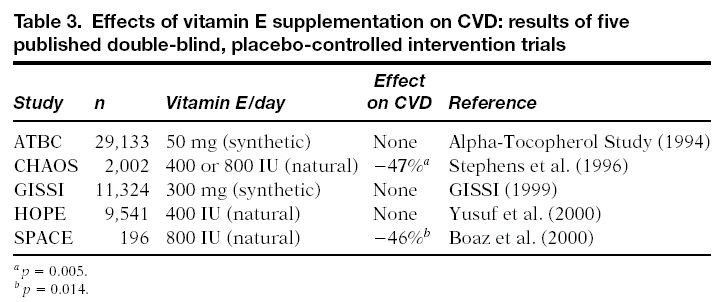 Table 3. Effects of vitamin E supplementation on CVD: results of five
published double-blind, placebo-controlled intervention trials
Effect
Study n Vitamin E/day on CVD Reference
ATBC 29,133 50 mg (synthetic) None Alpha-Tocopherol Study (1994)
CHAOS 2,002 400 or 800 IU (natural) −47%a Stephens et al. (1996)
GISSI 11,324 300 mg (synthetic) None GISSI (1999)
HOPE 9,541 400 IU (natural) None Yusuf et al. (2000)
SPACE 196 800 IU (natural) −46%b Boaz et al. (2000)
a p = 0.005.
b p = 0.014.